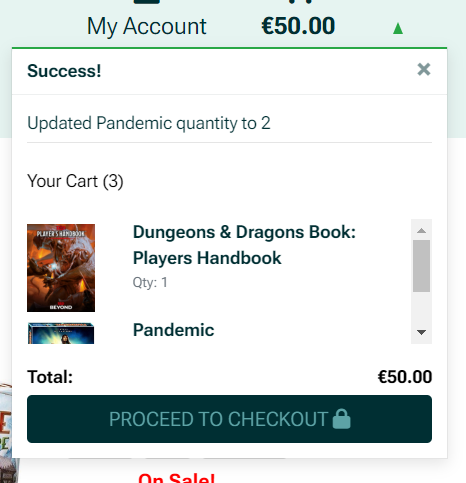 My Account
€50.00
Success!
Updated Pandemic quantity to 2
Your Cart (3)
PLAYER'S HANDBOOK
BEYOND
Dungeons & Dragons Book:
Players Handbook
Qty: 1
Pandemic
Total:
€50.00
PROCEED TO CHECKOUT
On Sale!